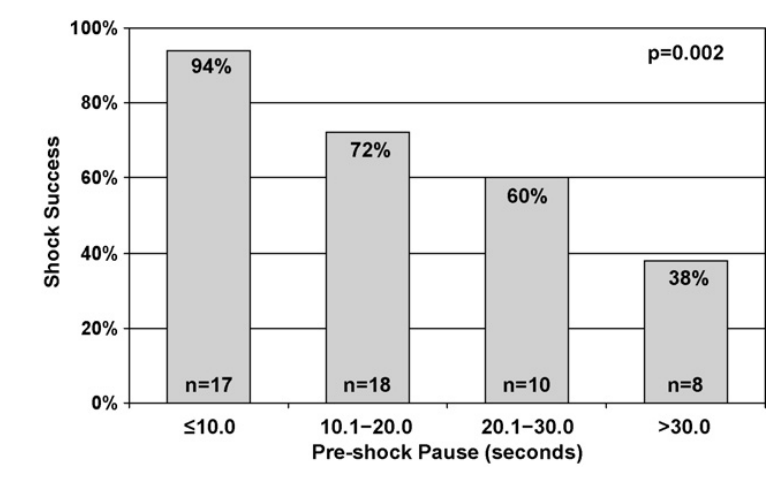 100%
80%
60%
40%
20%
0%
Shock Success
p=0.002
94%
72%
60%
38%
n=17
n=18
n=10
n=8
≤10.0
10.1−20.0
20.1−30.0
>30.0
Pre-shock Pause (seconds)